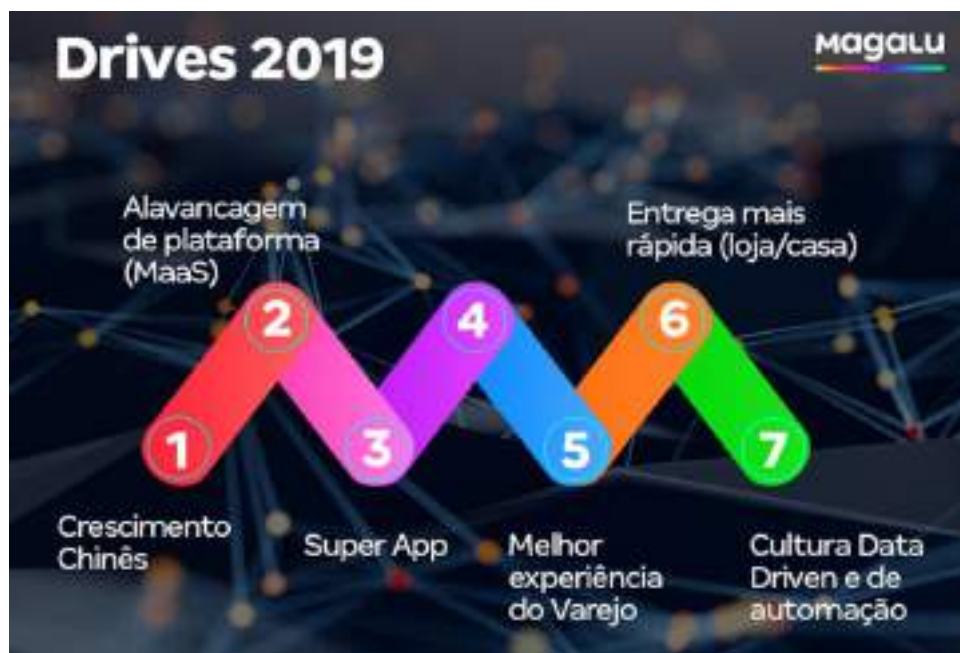 Drives 2019
Magalu
Alavancagem
de plataforma
(MaaS)
Entrega mais
rápida (loja/casa)
2
4
6
1
3
5
7
Crescimento
Chinês
Super App
Melhor
experiência
do Varejo
Cultura Data
Driven e de
automação